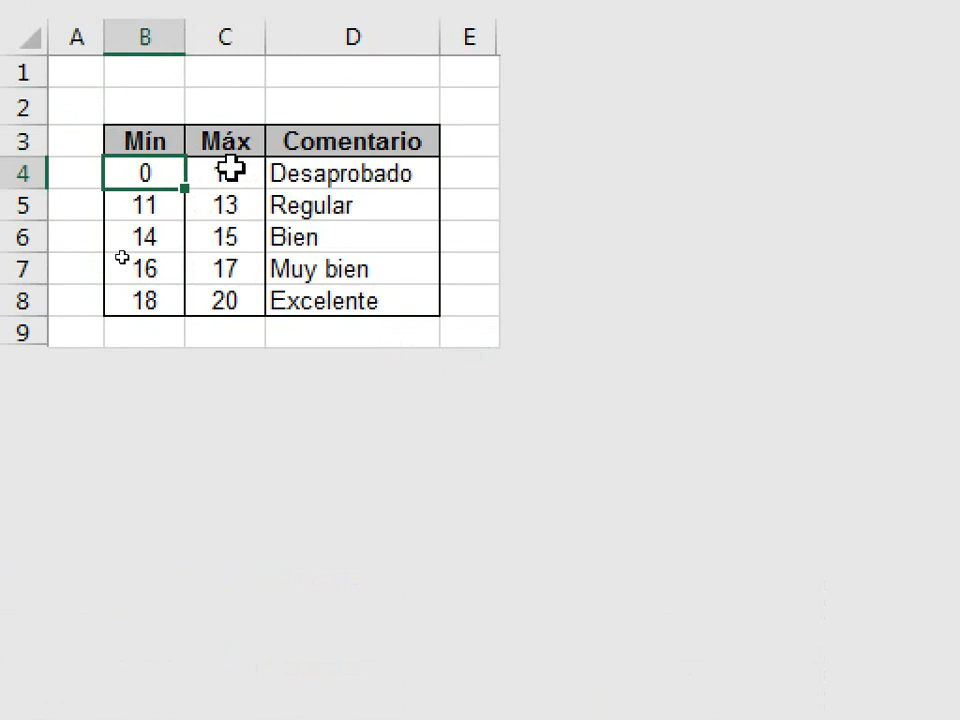 A B C D E
1
2
3 Mín Máx Comentario
4 0 Desaprobado
5 11 13 Regular
6 14 15 Bien
7 16 17 Muy bien
8 18 20 Excelente
9